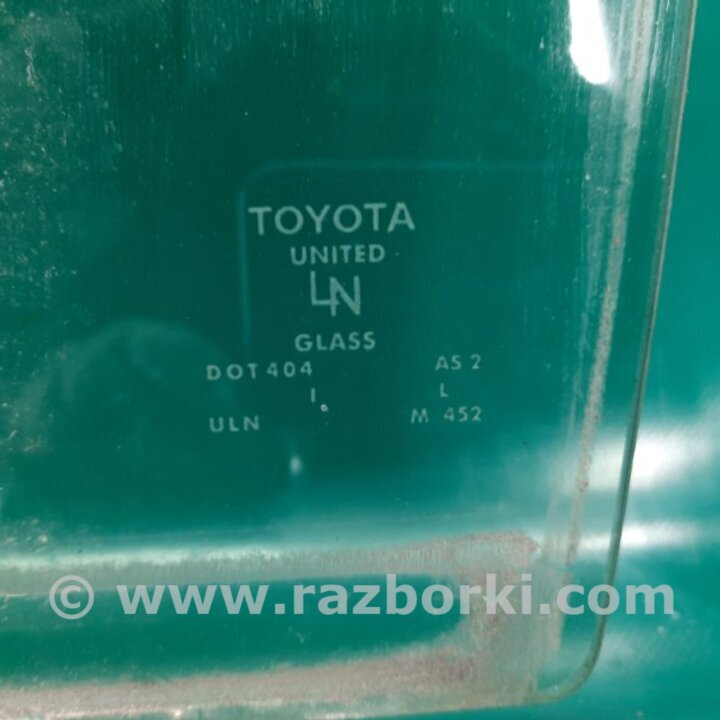 TOYOTA
UNITED
LN
GLASS
DOT 404 AS 2
I L
ULN M 452
© www.razborki.com